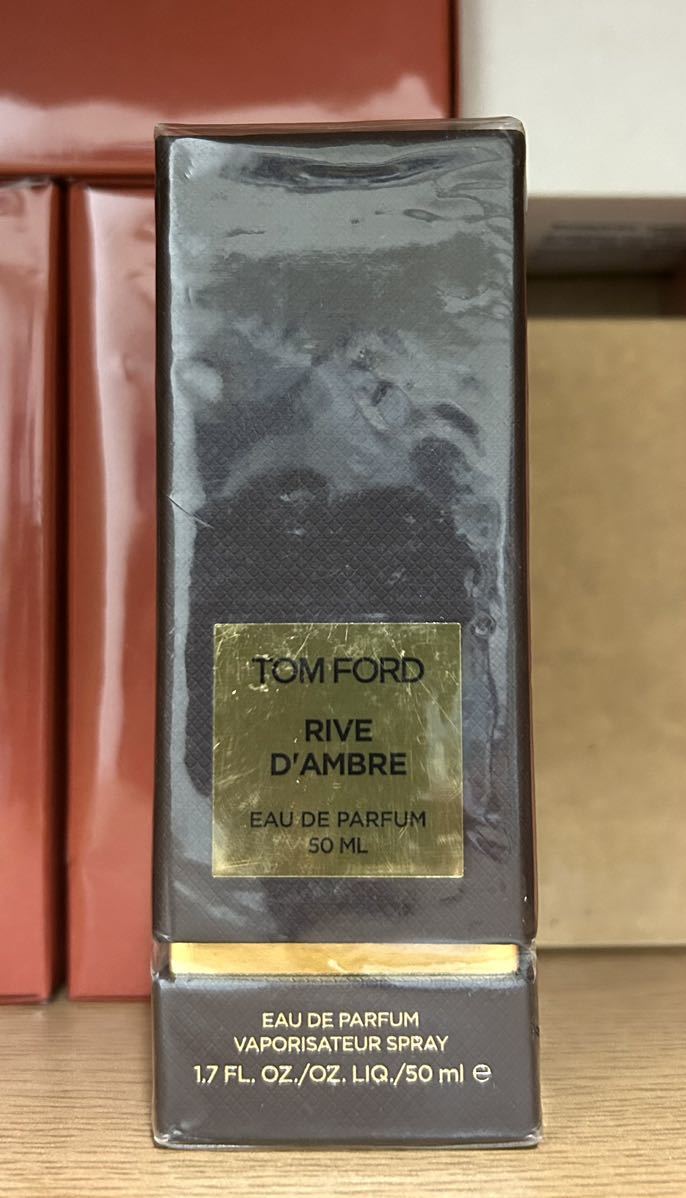 TOM FORD
RIVE
D'AMBRE
EAU DE PARFUM
50 ML
EAU DE PARFUM
VAPORISATEUR SPRAY
1.7 FL. OZ./OZ. LIQ./50 ml ℮